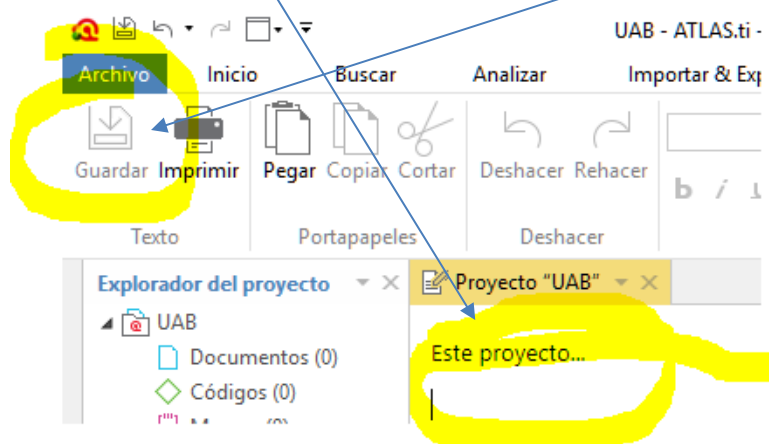 UAB - ATLAS.ti -
Archivo Inicio Buscar Analizar Importar & Exp
Guardar Imprimir Pegar Copiar Cortar Deshacer Rehacer
b i
Texto Portapapeles Deshacer
Explorador del proyecto Proyecto "UAB"
UAB
Documentos (0)
Este proyecto...
Códigos (0)